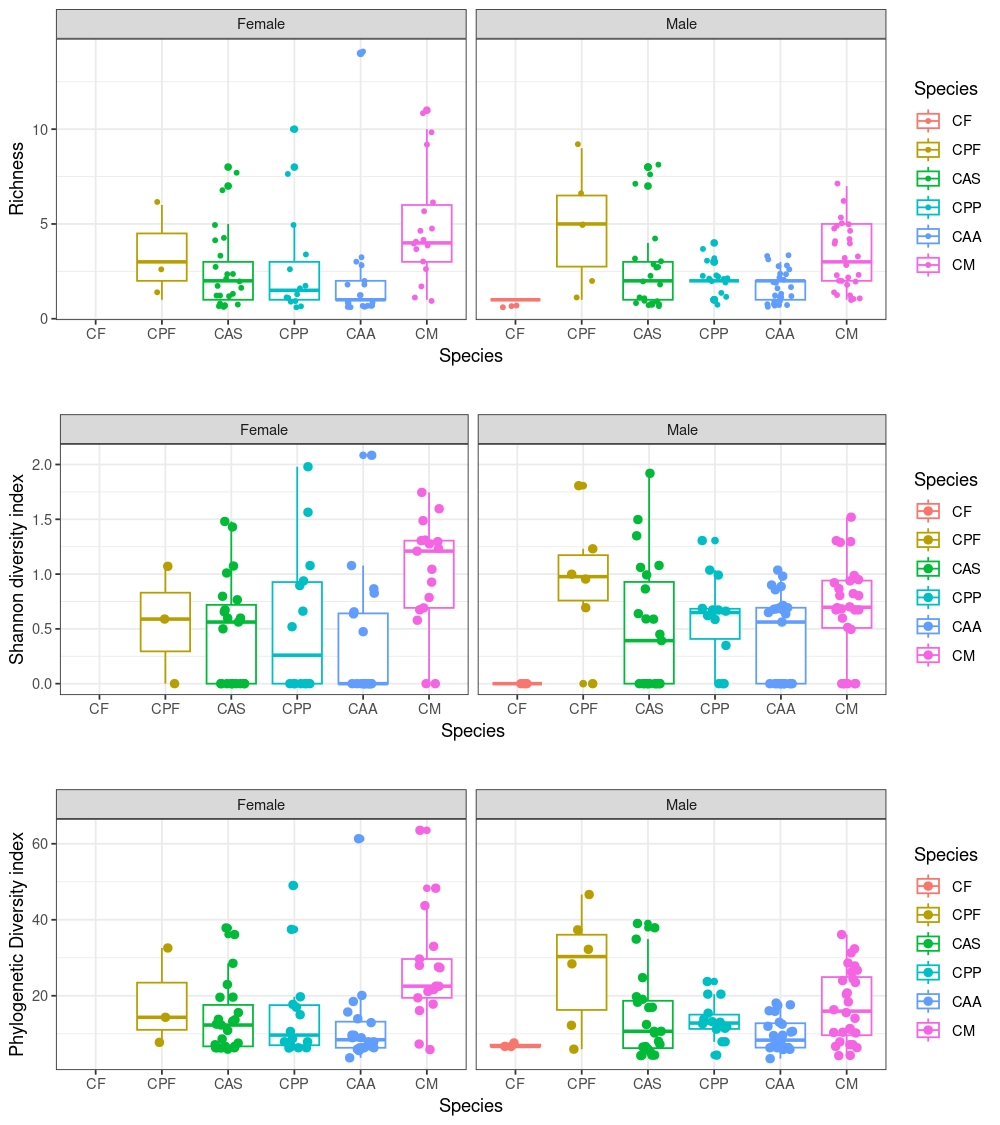 Female Male
Richness
10
5
0
CF CPF CAS CPP CAA CM CF CPF CAS CPP CAA CM
Species
Species
CF
CPF
CAS
CPP
CAA
CM
Female Male
Shannon diversity index
2.0
1.5
1.0
0.5
0.0
CF CPF CAS CPP CAA CM CF CPF CAS CPP CAA CM
Species
Species
CF
CPF
CAS
CPP
CAA
CM
Female Male
Phylogenetic Diversity index
60
40
20
CF CPF CAS CPP CAA CM CF CPF CAS CPP CAA CM
Species
Species
CF
CPF
CAS
CPP
CAA
CM